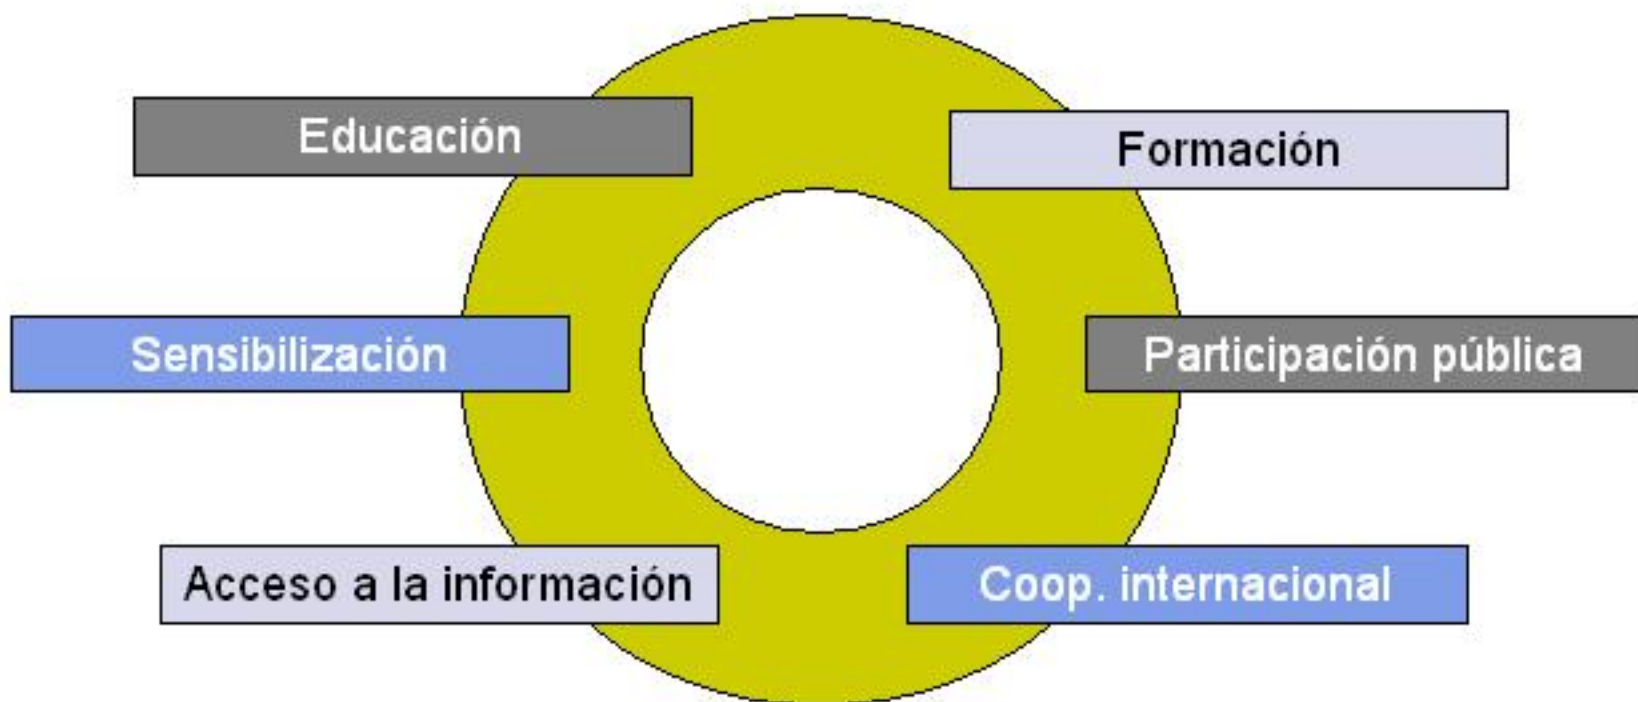 Educación
Formación
Sensibilización
Participación pública
Acceso a la información
Coop. internacional